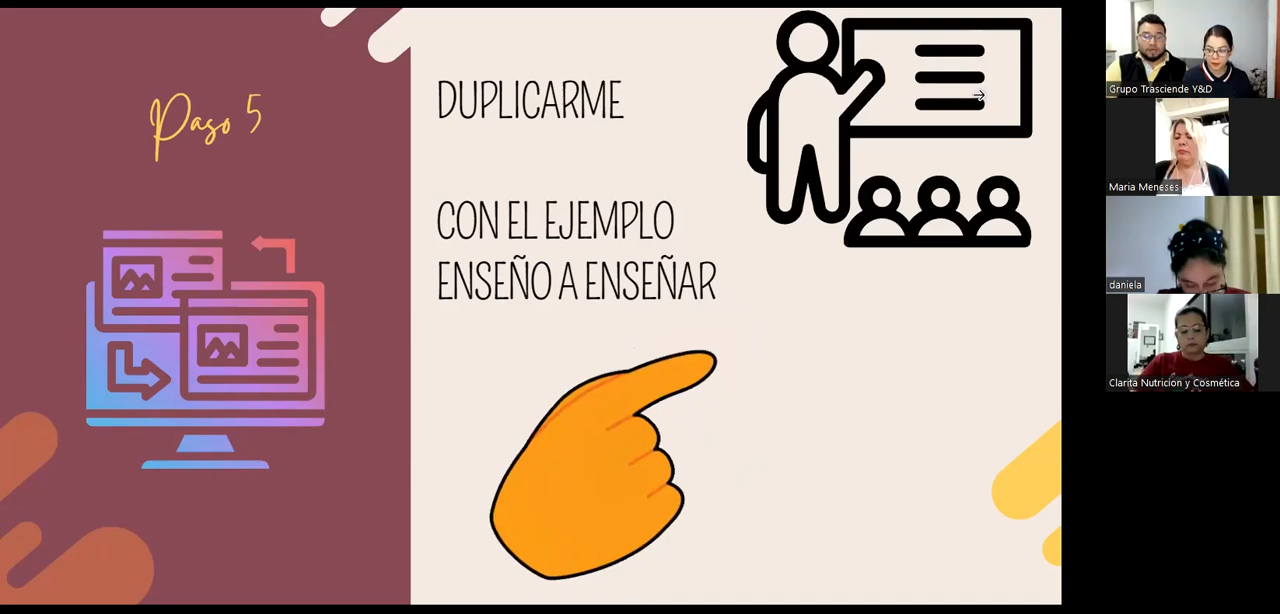 Paso 5
DUPLICARME
CON EL EJEMPLO
ENSEÑO A ENSEÑAR
Grupo Trasciende Y&D
Maria Meneses
daniela
Clarita Nutricion y Cosmética